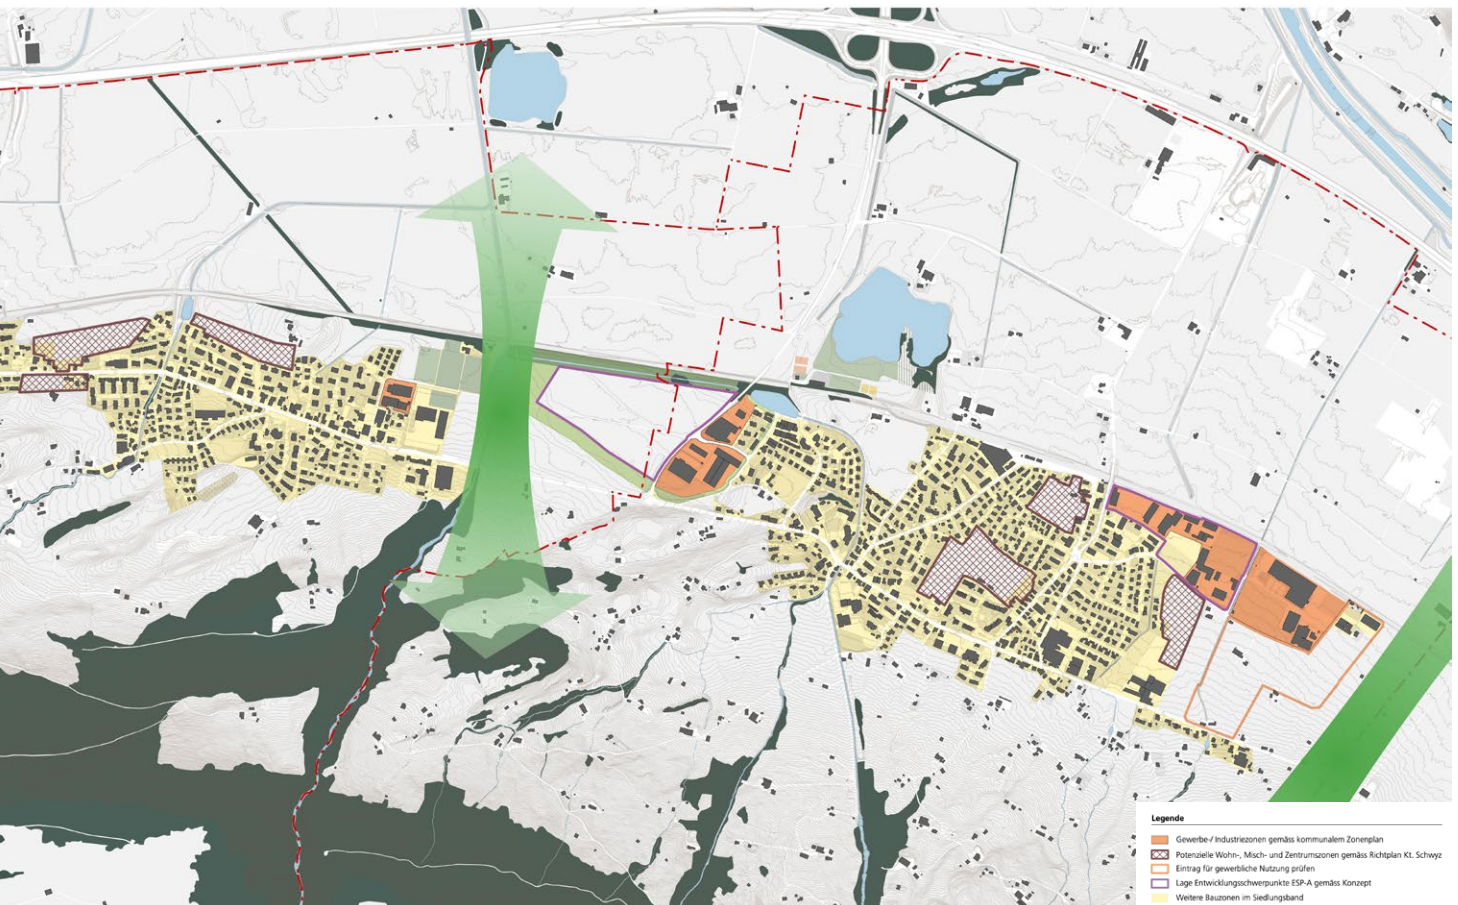 Legende
Gewerbe-/ Industriezonen gemäss kommunalem Zonenplan
Potenzielle Wohn-, Misch- und Zentrumszonen gemäss Richtplan Kt. Schwyz
Eintrag für gewerbliche Nutzung prüfen
Lage Entwicklungsschwerpunkte ESP-A gemäss Konzept
Weitere Bauzonen im Siedlungsband